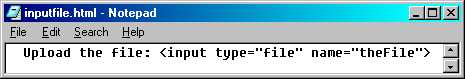 inputfile.html - Notepad
File Edit Search Help
Upload the file: <input type="file" name="theFile">